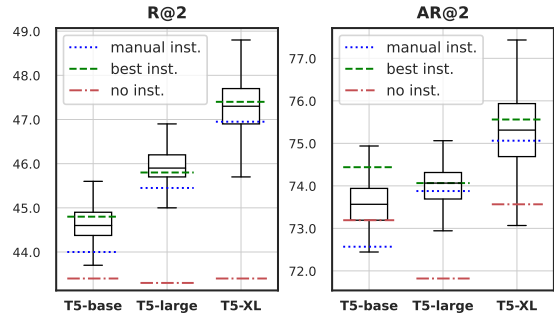 R@2
49.0
48.0
47.0
46.0
45.0
44.0
manual inst.
best inst.
no inst.
T5-base T5-large T5-XL
AR@2
77.0
76.0
75.0
74.0
73.0
72.0
manual inst.
best inst.
no inst.
T5-base T5-large T5-XL